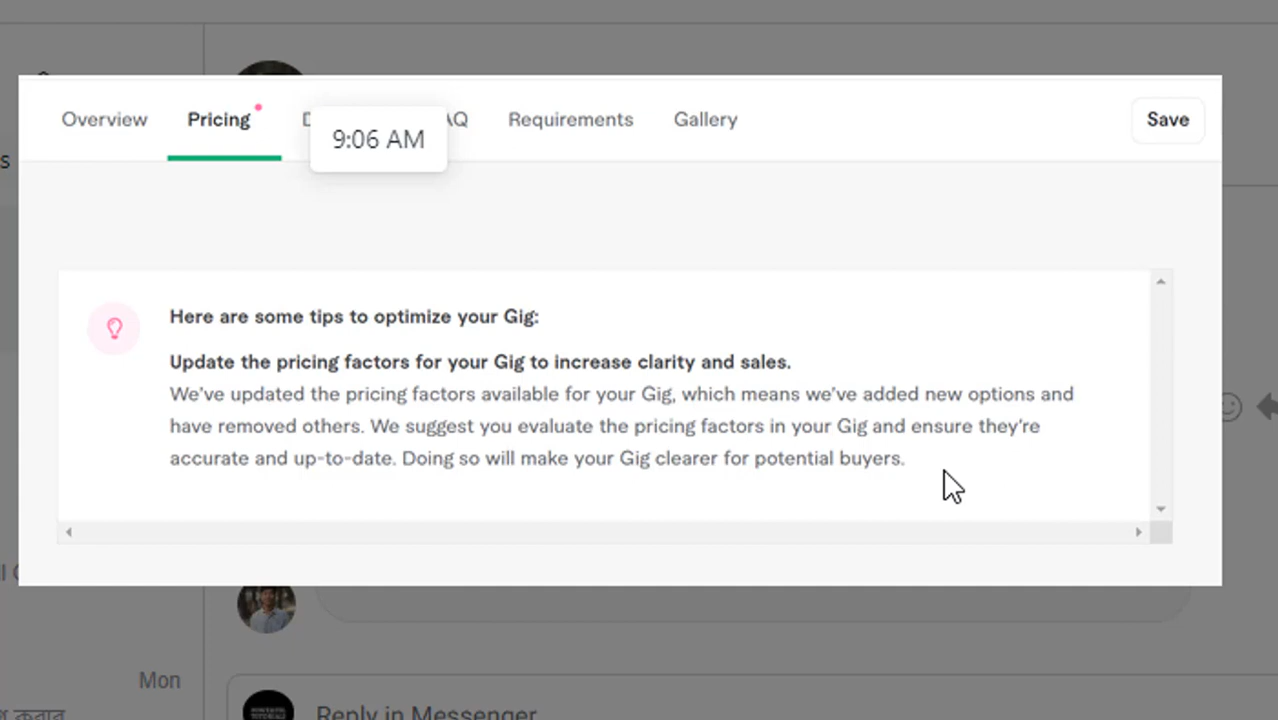 Overview Pricing AQ Requirements Gallery Save
9:06 AM
Here are some tips to optimize your Gig:
Update the pricing factors for your Gig to increase clarity and sales.
We've updated the pricing factors available for your Gig, which means we've added new options and
have removed others. We suggest you evaluate the pricing factors in your Gig and ensure they're
accurate and up-to-date. Doing so will make your Gig clearer for potential buyers.
Mon
Reply in Messenger